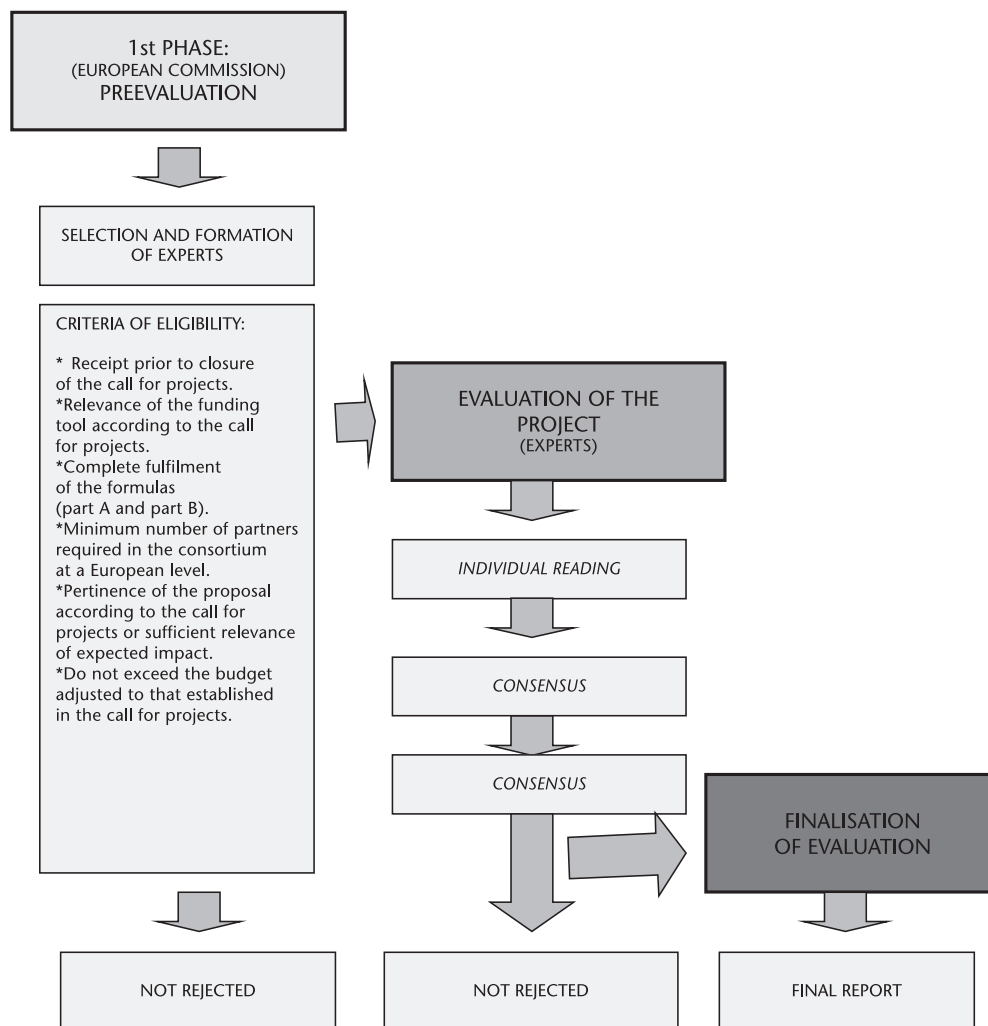 1st PHASE:
(EUROPEAN COMMISSION)
PREEVALUATION
SELECTION AND FORMATION
OF EXPERTS
CRITERIA OF ELIGIBILITY:
* Receipt prior to closure
of the call for projects.
*Relevance of the funding
tool according to the call
for projects.
*Complete fulfilment
of the formulas
(part A and part B).
*Minimum number of partners
required in the consortium
at a European level.
*Pertinence of the proposal
according to the call for
projects or sufficient relevance
of expected impact.
*Do not exceed the budget
adjusted to that established
in the call for projects.
NOT REJECTED
EVALUATION OF THE
PROJECT
(EXPERTS)
INDIVIDUAL READING
CONSENSUS
CONSENSUS
NOT REJECTED
FINALISATION
OF EVALUATION
FINAL REPORT